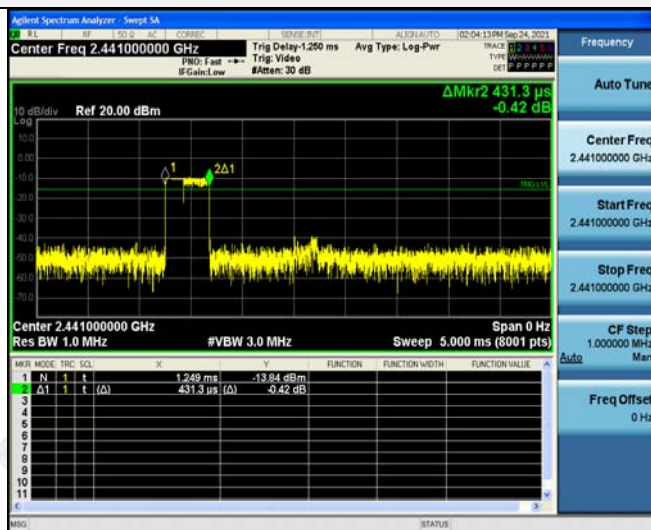 Agilent Spectrum Analyzer - Swept SA
RL RF 50 Ω AC CORREC SENSE:INT ALIGN AUTO 02:04:13 PM Sep 24, 2021
Center Freq 2.441000000 GHz
Trig Delay-1.250 ms Avg Type: Log-Pwr
TRACE 1 2 3 4 5 6
PNO: Fast Trig: Video
TYPE
IFGain:Low #Atten: 30 dB
DET P P P P P P
ΔMkr2 431.3 µs
-0.42 dB
10 dB/div Ref 20.00 dBm
Log
10.0
0.00
-10.0
1
2Δ1
TRIG LVL
-20.0
-30.0
-40.0
-50.0
-60.0
-70.0
Center 2.441000000 GHz Span 0 Hz
Res BW 1.0 MHz #VBW 3.0 MHz Sweep 5.000 ms (8001 pts)
MKR MODE TRC SCL X Y FUNCTION FUNCTION WIDTH FUNCTION VALUE
1 N 1 t 1.249 ms -13.84 dBm
2 Δ1 1 t (Δ) 431.3 µs (Δ) -0.42 dB
3
4
5
6
7
8
9
10
11
MSG STATUS
Frequency
Auto Tune
Center Freq
2.441000000 GHz
Start Freq
2.441000000 GHz
Stop Freq
2.441000000 GHz
CF Step
1.000000 MHz
Auto Man
Freq Offset
0 Hz